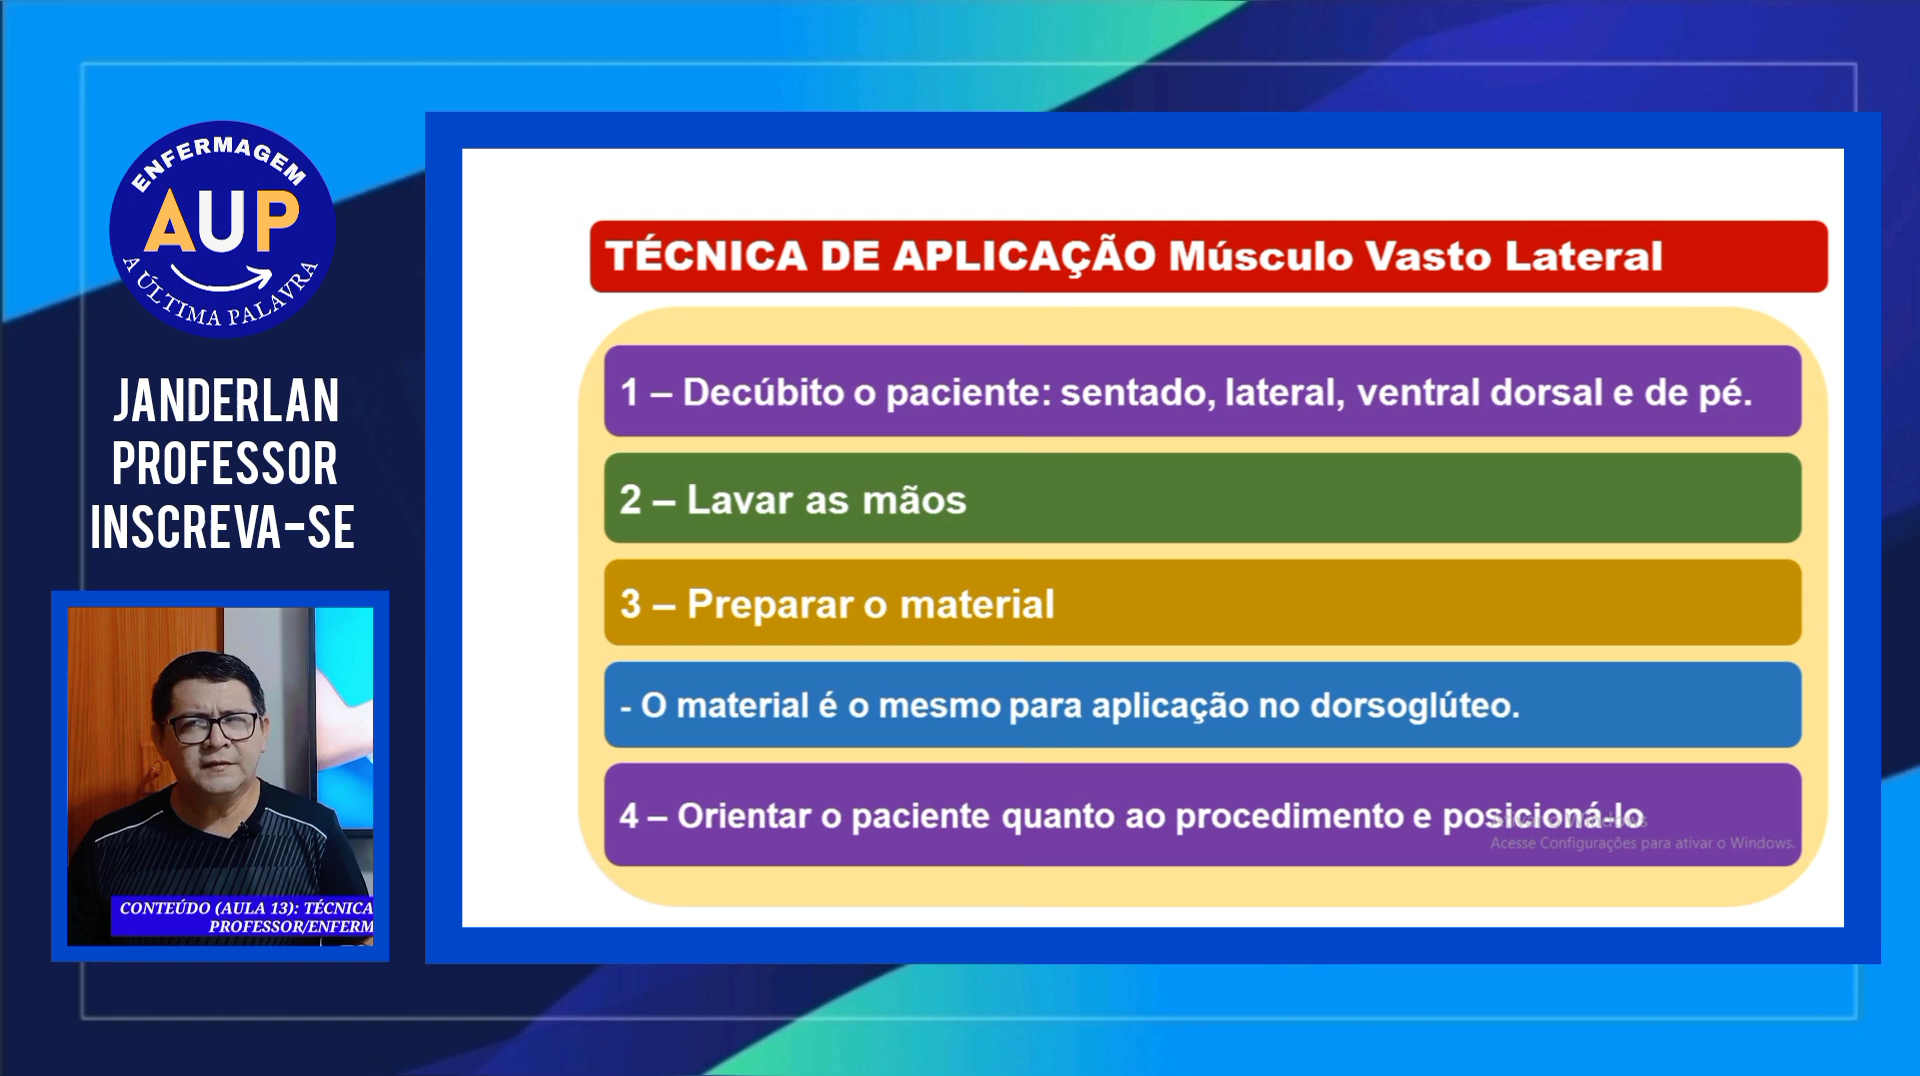 ENFERMAGEM
AUP
A ÚLTIMA PALAVRA
JANDERLAN
PROFESSOR
INSCREVA-SE
CONTEÚDO (AULA 13): TÉCNICA
PROFESSOR/ENFERM
TÉCNICA DE APLICAÇÃO Músculo Vasto Lateral
1 – Decúbito o paciente: sentado, lateral, ventral dorsal e de pé.
2 – Lavar as mãos
3 – Preparar o material
- O material é o mesmo para aplicação no dorsoglúteo.
4 – Orientar o paciente quanto ao procedimento e posicioná-lo
Acesse Configurações para ativar o Windows.